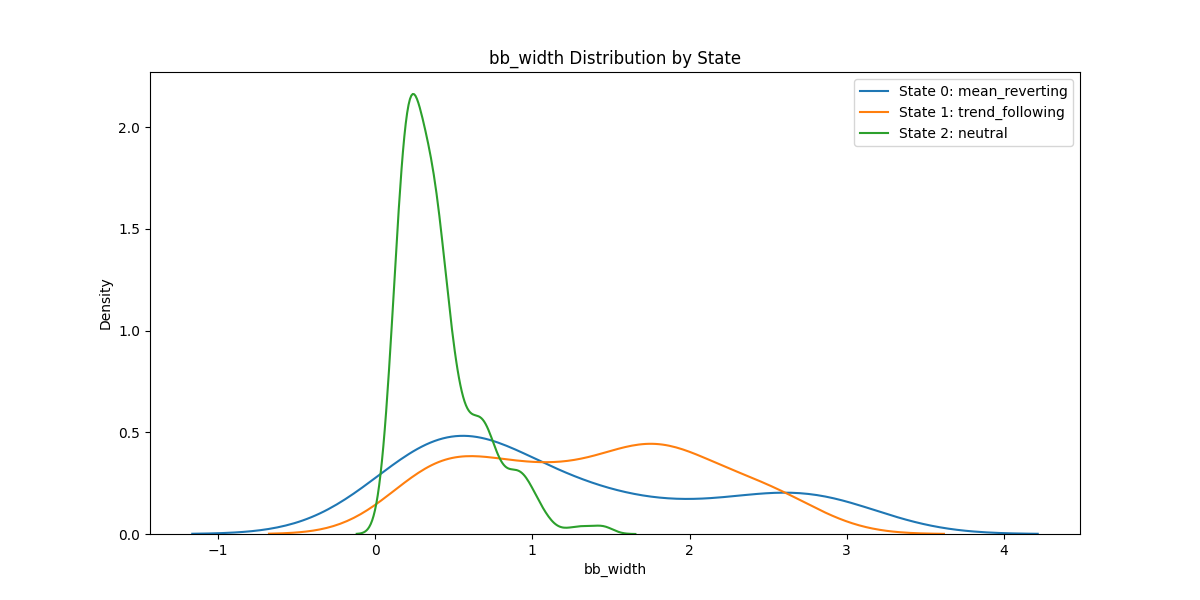 bb_width Distribution by State
State 0: mean_reverting
State 1: trend_following
State 2: neutral
Density
2.0
1.5
1.0
0.5
0.0
−1
0
1
2
3
4
bb_width